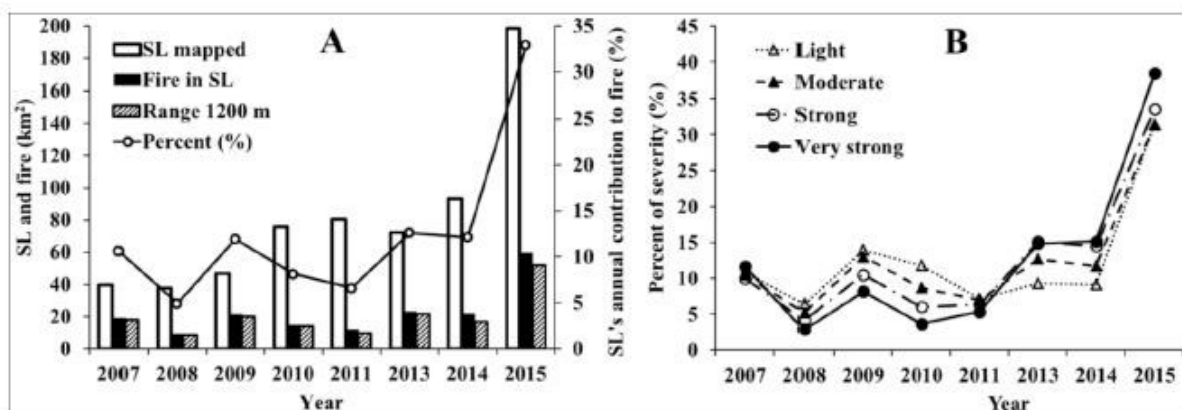 A
SL mapped
Fire in SL
Range 1200 m
Percent (%)
SL and fire (km²)
200
180
160
140
120
100
80
60
40
20
0
35
30
25
20
15
10
5
0
SL's annual contribution to fire (%)
2007 2008 2009 2010 2011 2013 2014 2015
Year
B
Light
Moderate
Strong
Very strong
Percent of severity (%)
45
40
35
30
25
20
15
10
5
0
2007 2008 2009 2010 2011 2013 2014 2015
Year